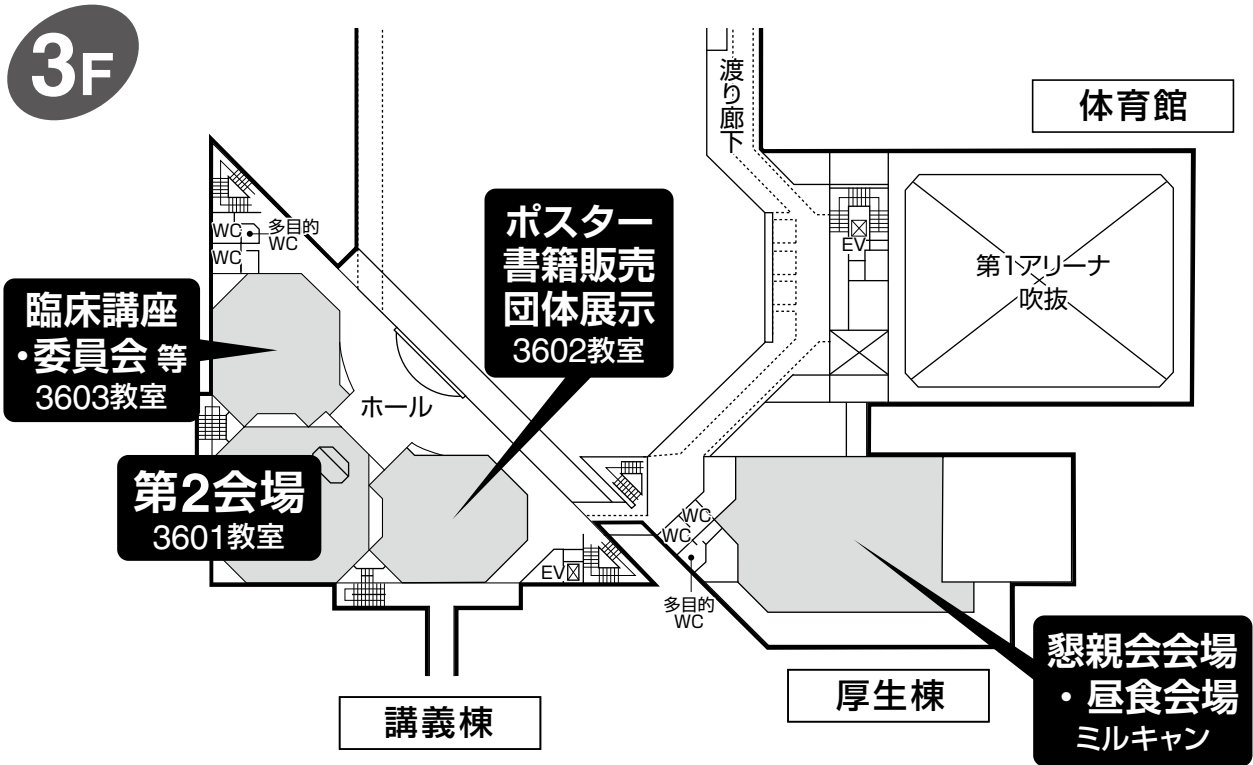 3F
渡り廊下
体育館
WC
多目的
WC
WC
EV
第1アリーナ
吹抜
ポスター
書籍販売
団体展示
3602教室
臨床講座
・委員会 等
3603教室
ホール
第2会場
3601教室
WC
WC
EV
多目的
WC
懇親会会場
・昼食会場
ミルキャン
厚生棟
講義棟